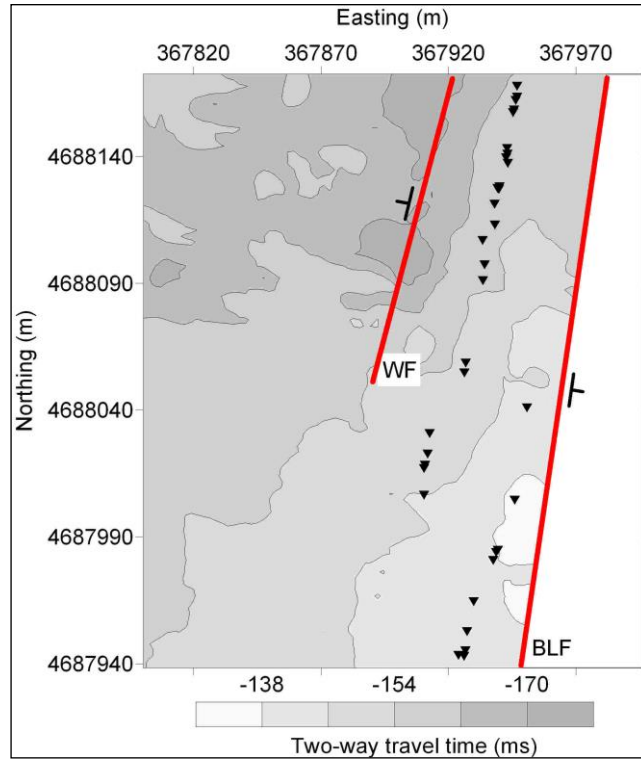 Easting (m)
367820 367870 367920 367970
Northing (m)
4688140
4688090
4688040
4687990
4687940
WF
BLF
-138 -154 -170
Two-way travel time (ms)